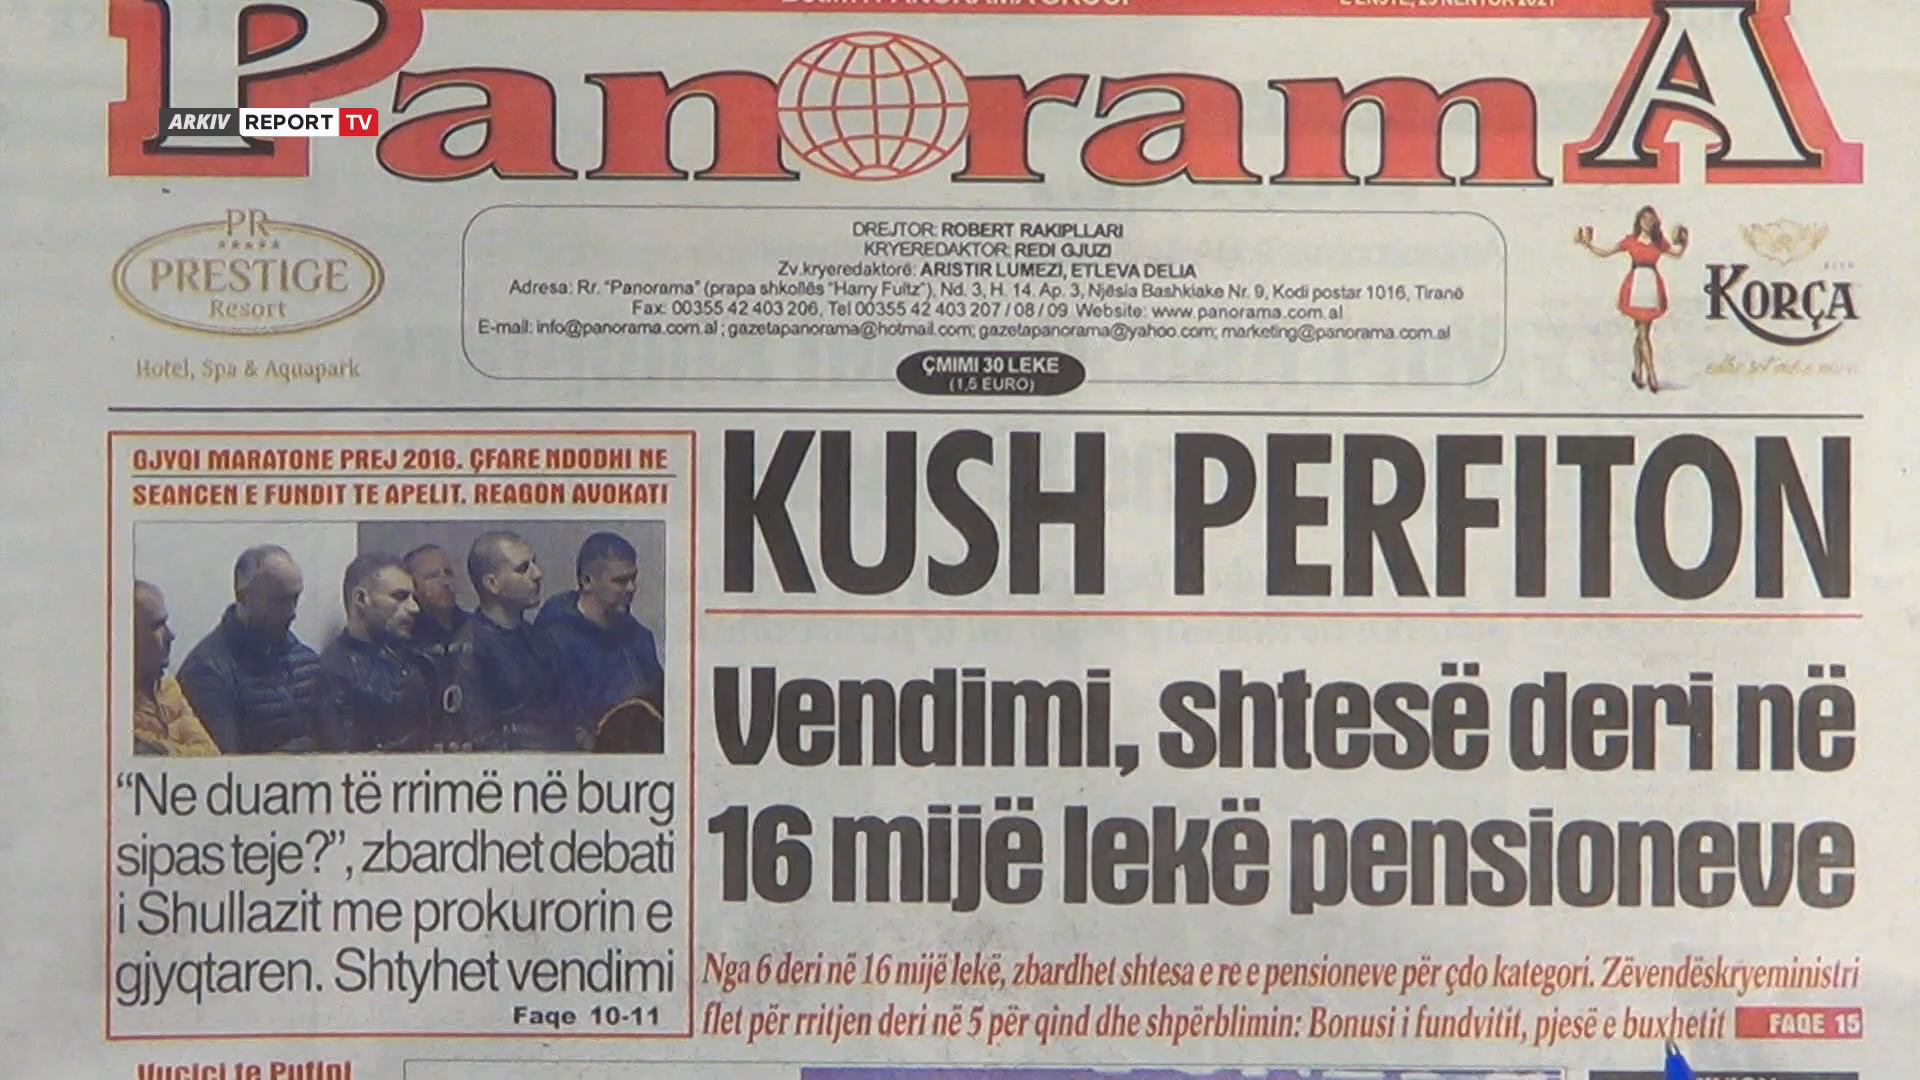 PanoramA
ARKIV REPORT TV
PR
PRESTIGE
Resort
Hotel, Spa & Aquapark
DREJTOR: ROBERT RAKIPLLARI
KRYEREDAKTOR: REDI GJUZI
Zv.kryeredaktorë: ARISTIR LUMEZI, ETLEVA DELIA
Adresa: Rr. "Panorama" (prapa shkollës "Harry Fultz"), Nd. 3, H. 14. Ap. 3, Njësia Bashkiake Nr. 9, Kodi postar 1016, Tiranë
Fax: 00355 42 403 206, Tel 00355 42 403 207 / 08 / 09 Website: www.panorama.com.al
E-mail: info@panorama.com.al ; gazetapanorama@hotmail.com; gazetapanorama@yahoo.com; marketing@panorama.com.al
ÇMIMI 30 LEKE
(1,5 EURO)
KORÇA
GJYQI MARATONE PREJ 2016. ÇFARE NDODHI NE
SEANCEN E FUNDIT TE APELIT. REAGON AVOKATI
"Ne duam të rrimë në burg
sipas teje?", zbardhet debati
i Shullazit me prokurorin e
gjyqtaren. Shtyhet vendimi
Faqe 10-11
KUSH PERFITON
Vendimi, shtesë deri në
16 mijë lekë pensioneve
Nga 6 deri në 16 mijë lekë, zbardhet shtesa e re e pensioneve për çdo kategori. Zëvendëskryeministri
flet për rritjen deri në 5 për qind dhe shpërblimin: Bonusi i fundvitit, pjesë e buxhetit FAQE 15
Vucici te Putini